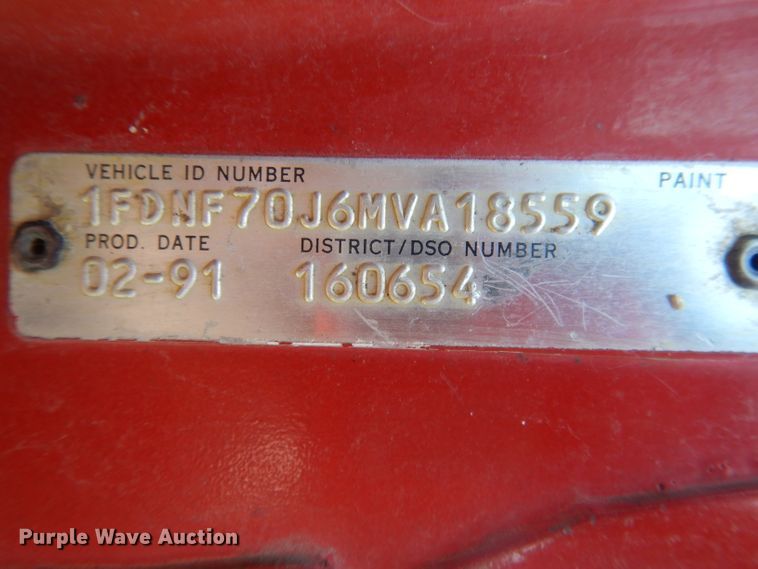 VEHICLE ID NUMBER PAINT
1FDNF70J6MVA18559
PROD. DATE DISTRICT/DSO NUMBER
02-91 160654
Purple Wave Auction